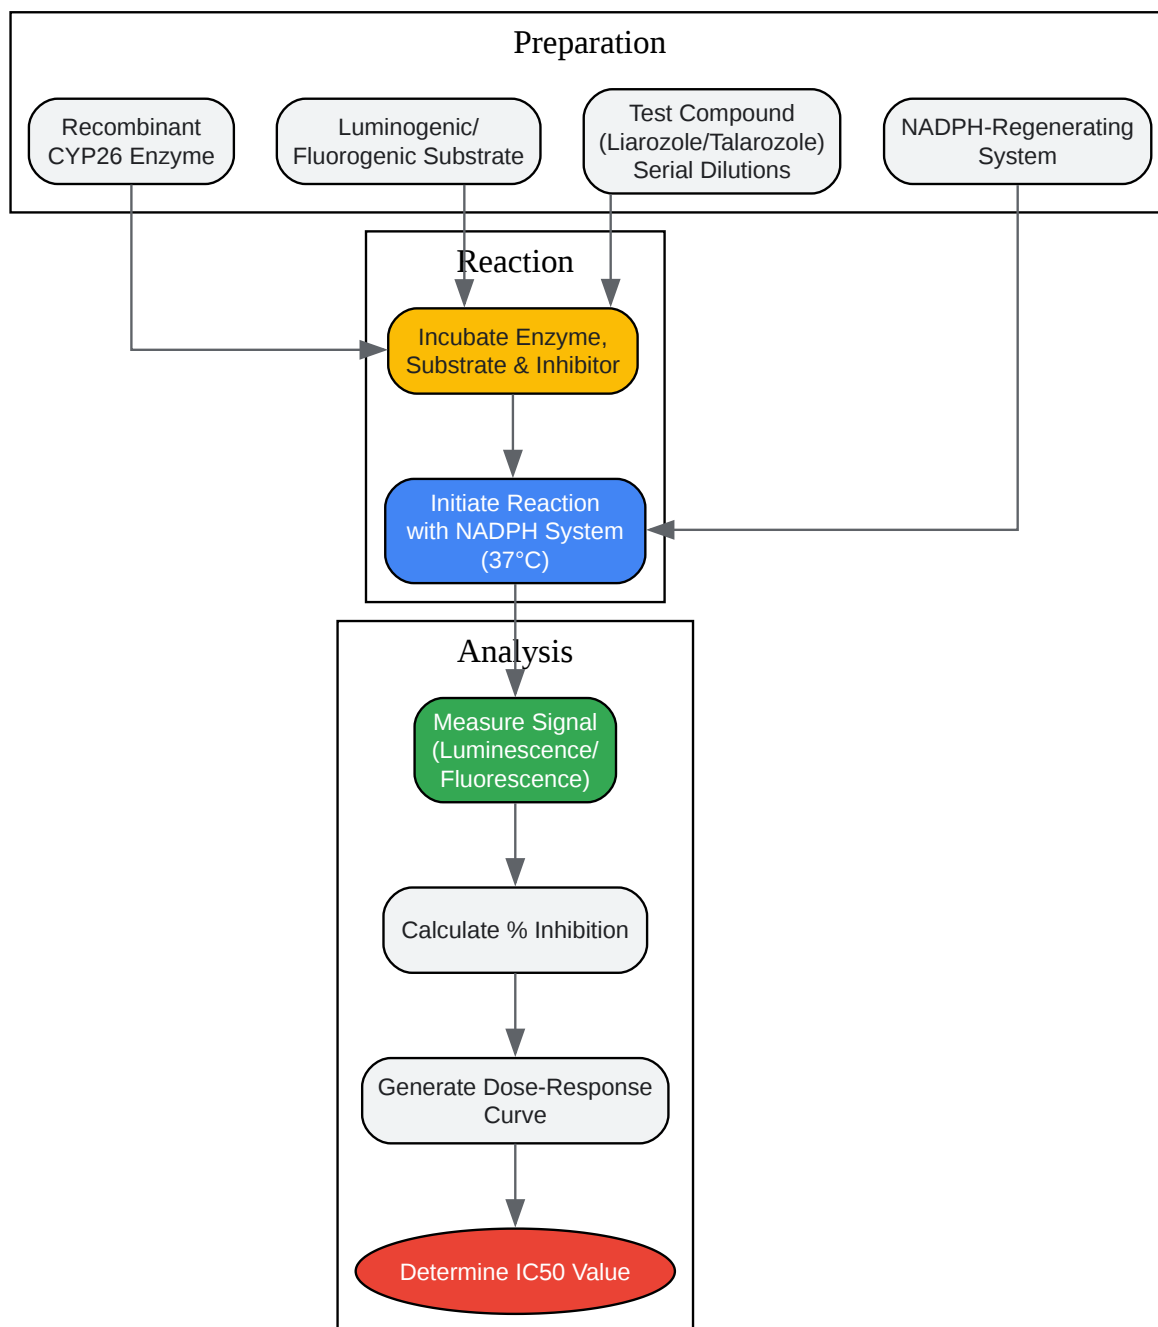 Preparation
Recombinant
CYP26 Enzyme
Luminogenic/
Fluorogenic Substrate
Test Compound
(Liarozole/Talarozole)
Serial Dilutions
NADPH-Regenerating
System
Reaction
Incubate Enzyme,
Substrate & Inhibitor
Initiate Reaction
with NADPH System
(37°C)
Analysis
Measure Signal
(Luminescence/
Fluorescence)
Calculate % Inhibition
Generate Dose-Response
Curve
Determine IC50 Value